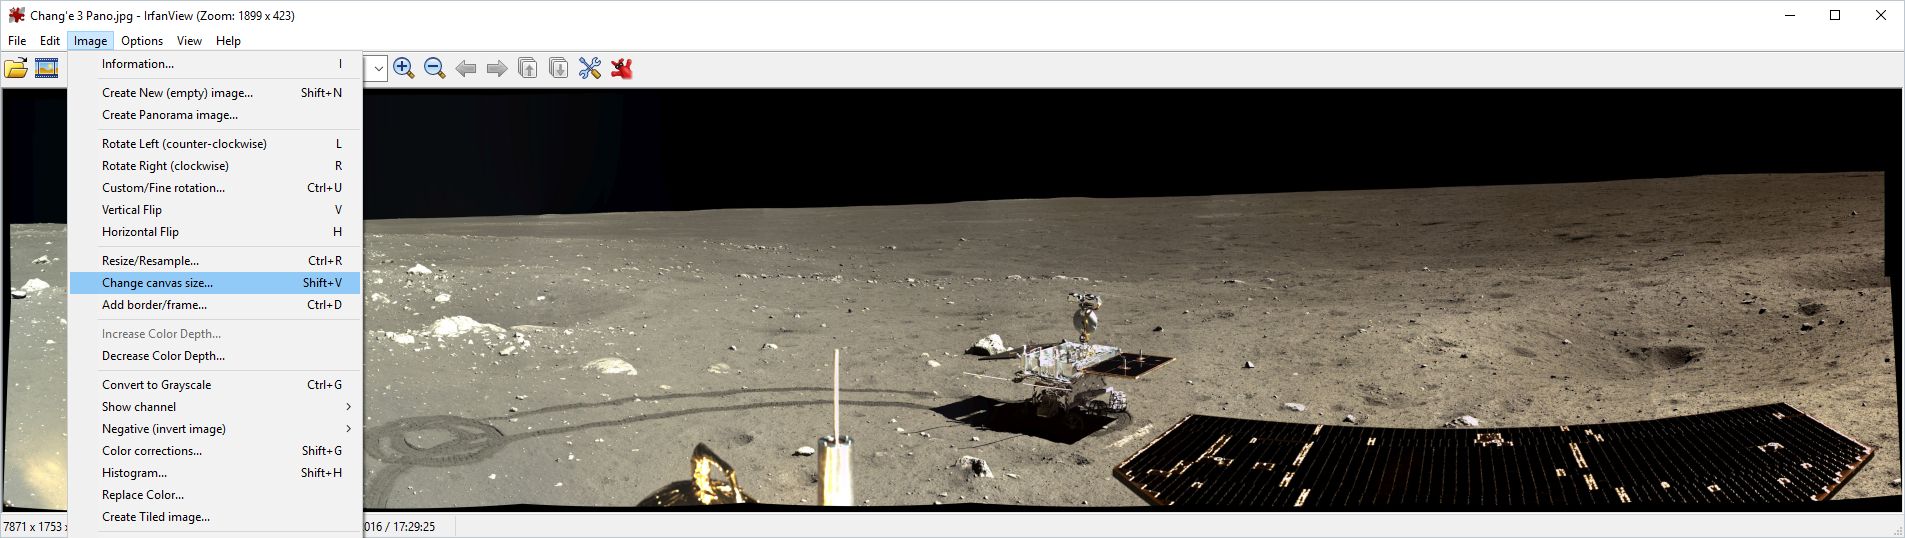 Chang'e 3 Pano.jpg - IrfanView (Zoom: 1899 x 423)
File Edit Image Options View Help
Information... I
Create New (empty) image... Shift+N
Create Panorama image...
Rotate Left (counter-clockwise) L
Rotate Right (clockwise) R
Custom/Fine rotation... Ctrl+U
Vertical Flip V
Horizontal Flip H
Resize/Resample... Ctrl+R
Change canvas size... Shift+V
Add border/frame... Ctrl+D
Increase Color Depth...
Decrease Color Depth...
Convert to Grayscale Ctrl+G
Show channel
Negative (invert image)
Color corrections... Shift+G
Histogram... Shift+H
Replace Color...
Create Tiled image...
7871 x 1753 x 016 / 17:29:25